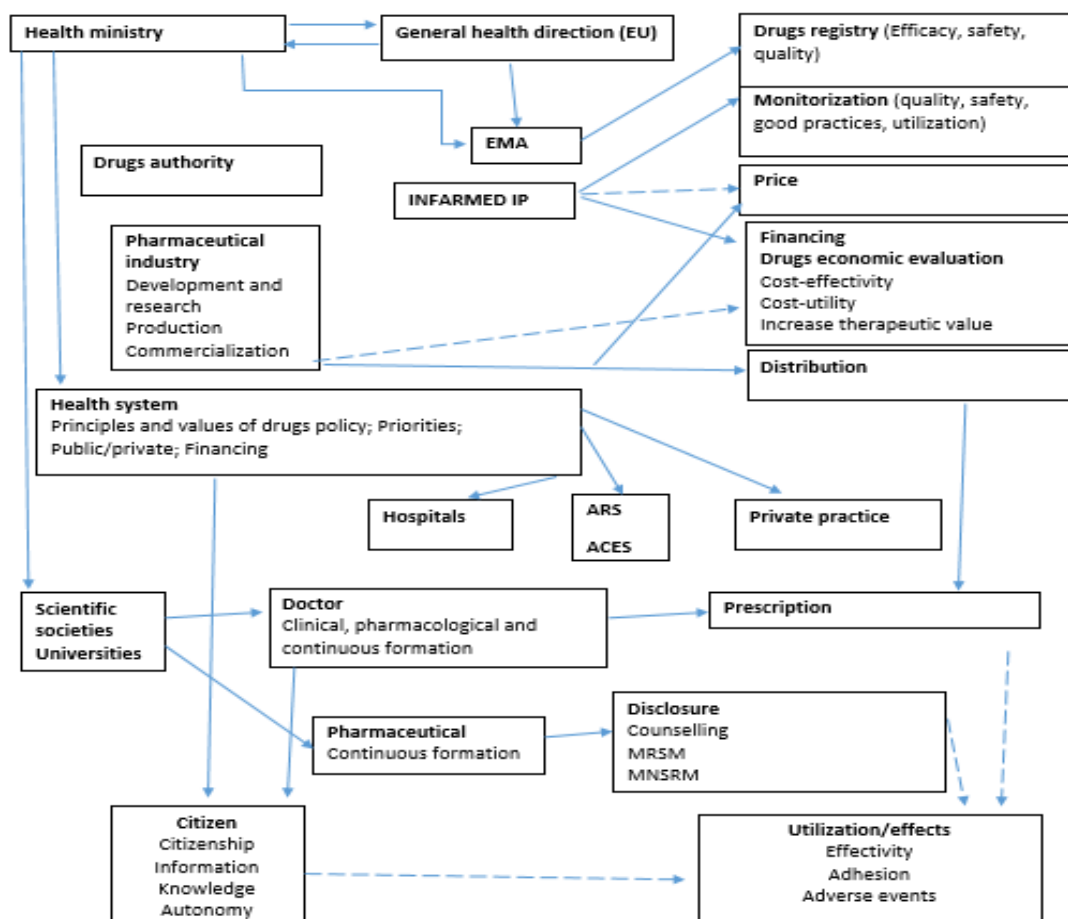 Health ministry
General health direction (EU)
Drugs registry (Efficacy, safety,
quality)
Monitorization (quality, safety,
good practices, utilization)
EMA
Drugs authority
INFARMED IP
Price
Pharmaceutical
industry
Development and
research
Production
Commercialization
Financing
Drugs economic evaluation
Cost-effectivity
Cost-utility
Increase therapeutic value
Distribution
Health system
Principles and values of drugs policy; Priorities;
Public/private; Financing
Hospitals
ARS
ACES
Private practice
Scientific
societies
Universities
Doctor
Clinical, pharmacological and
continuous formation
Prescription
Pharmaceutical
Continuous formation
Disclosure
Counselling
MRSM
MNSRM
Citizen
Citizenship
Information
Knowledge
Autonomy
Utilization/effects
Effectivity
Adhesion
Adverse events